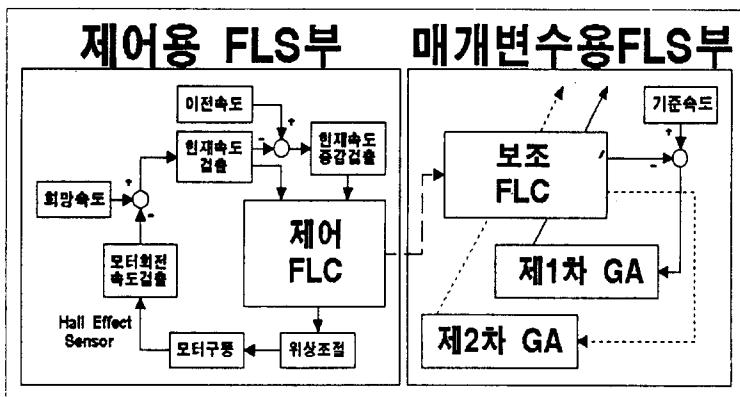 제어용 FLS부
매개변수용FLS부
이전속도
+
-
현재속도
검출
현재속도
증감검출
희망속도
+
-
제어
FLC
모터회전
속도검출
Hall Effect
Sensor
모터구동
위상조절
기준속도
+
-
보조
FLC
제1차 GA
제2차 GA